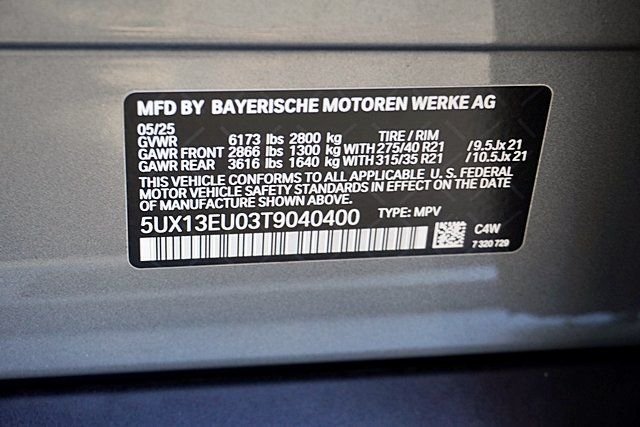 MFD BY BAYERISCHE MOTOREN WERKE AG
05/25
GVWR 6173 lbs 2800 kg TIRE / RIM
GAWR FRONT 2866 lbs 1300 kg WITH 275/40 R21 / 9.5Jx21
GAWR REAR 3616 lbs 1640 kg WITH 315/35 R21 / 10.5Jx21
THIS VEHICLE CONFORMS TO ALL APPLICABLE U. S. FEDERAL
MOTOR VEHICLE SAFETY STANDARDS IN EFFECT ON THE DATE
OF MANUFACTURE SHOWN ABOVE.
5UX13EU03T9040400 TYPE: MPV
C4W
7 320 729